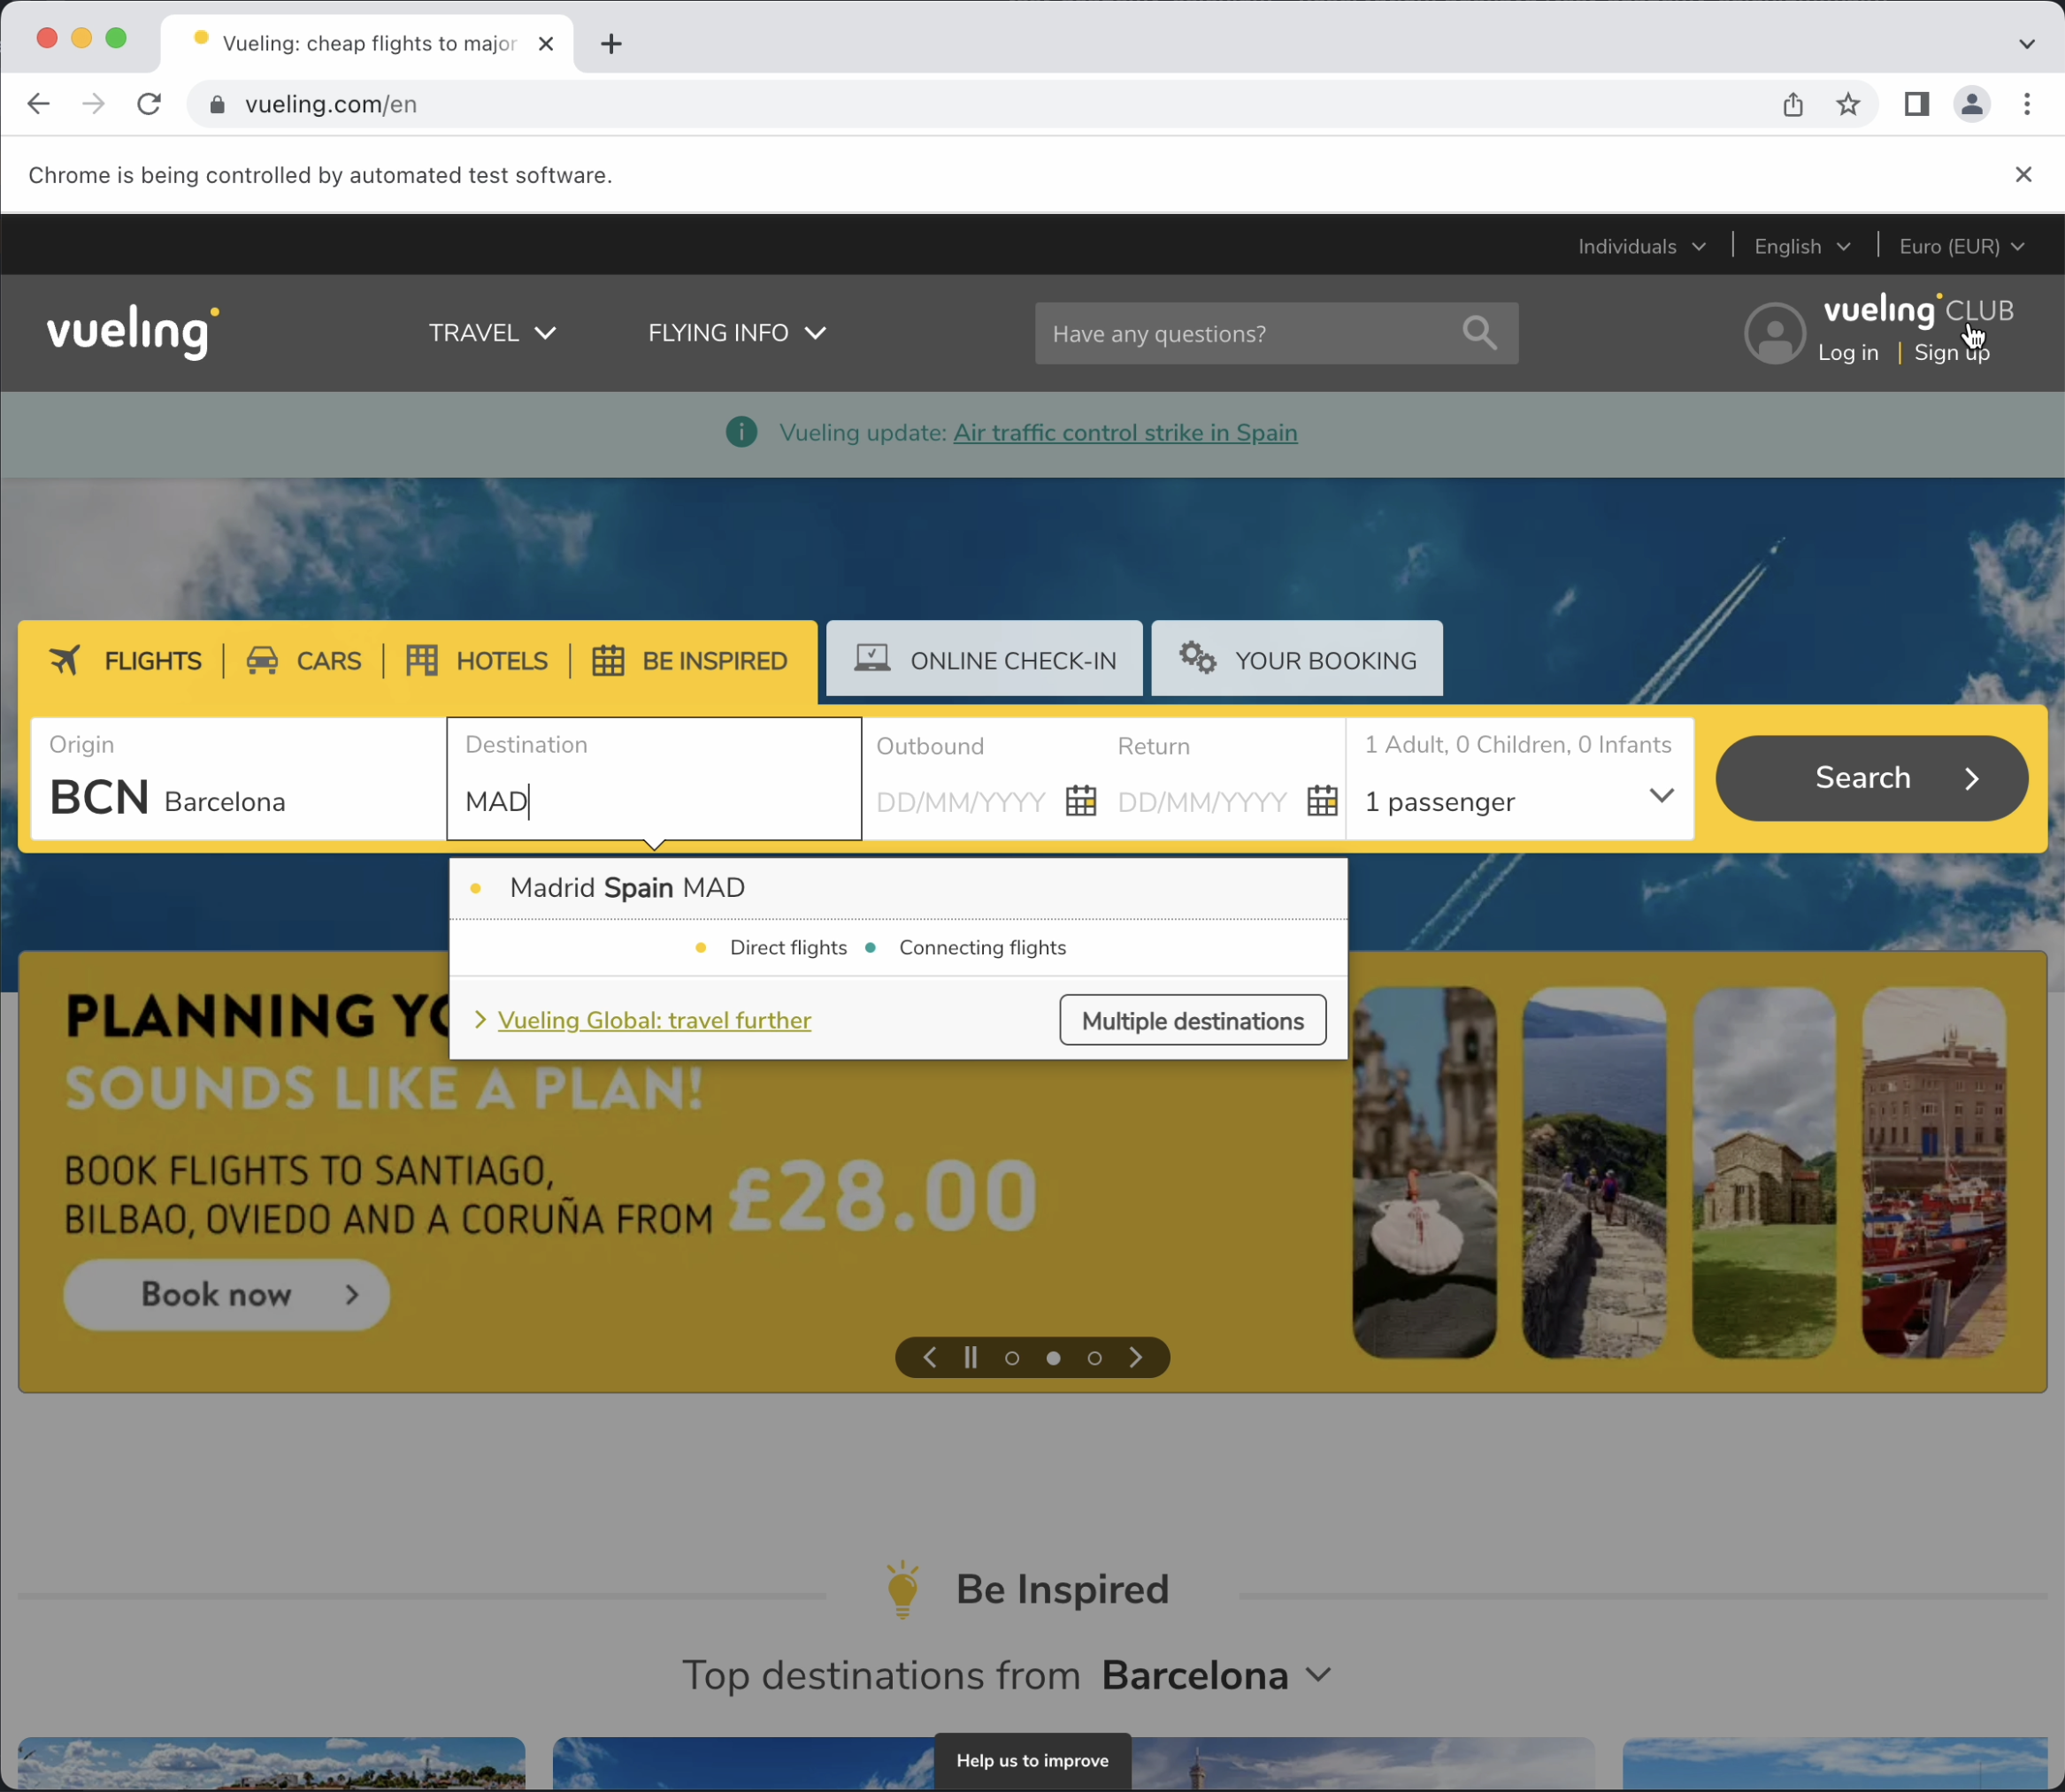 Vueling: cheap flights to major
vueling.com/en
Chrome is being controlled by automated test software.
Individuals
English
Euro (EUR)
vueling
TRAVEL
FLYING INFO
Have any questions?
vueling CLUB
Log in | Sign up
Vueling update: Air traffic control strike in Spain
FLIGHTS
CARS
HOTELS
BE INSPIRED
ONLINE CHECK-IN
YOUR BOOKING
Origin
BCN Barcelona
Destination
MAD
Outbound
DD/MM/YYYY
Return
DD/MM/YYYY
1 Adult, 0 Children, 0 Infants
1 passenger
Search
Madrid Spain MAD
Direct flights
Connecting flights
Vueling Global: travel further
Multiple destinations
PLANNING
SOUNDS LIKE A PLAN!
BOOK FLIGHTS TO SANTIAGO,
BILBAO, OVIEDO AND A CORUÑA FROM £28.00
Book now
Be Inspired
Top destinations from Barcelona
Help us to improve